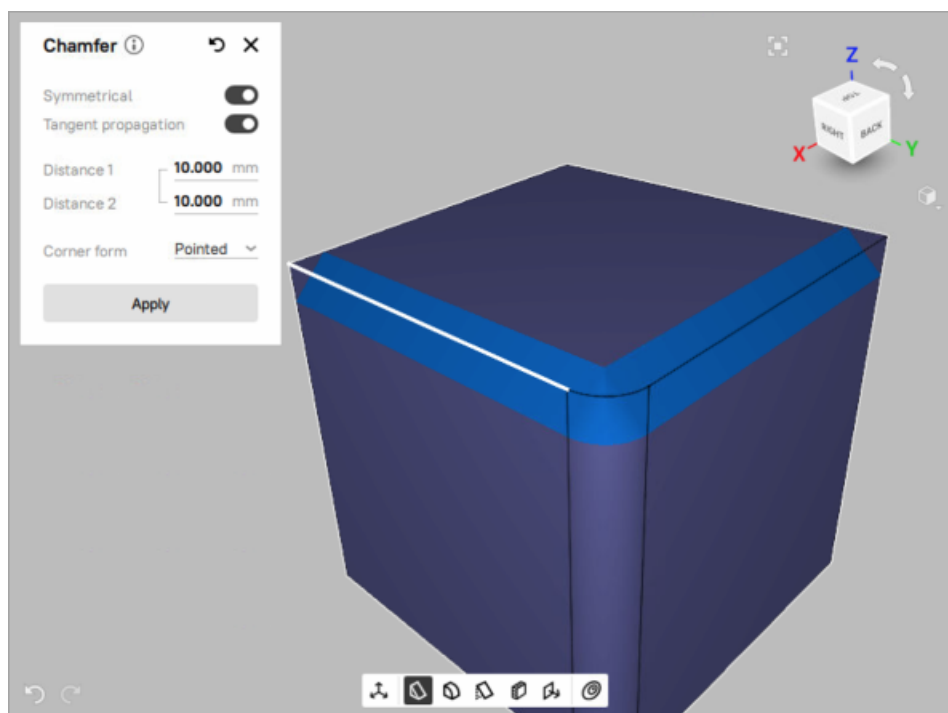 Chamfer
Symmetrical
Tangent propagation
Distance 1 10.000 mm
Distance 2 10.000 mm
Corner form Pointed
Apply
Z
TOP
RIGHT BACK
X Y